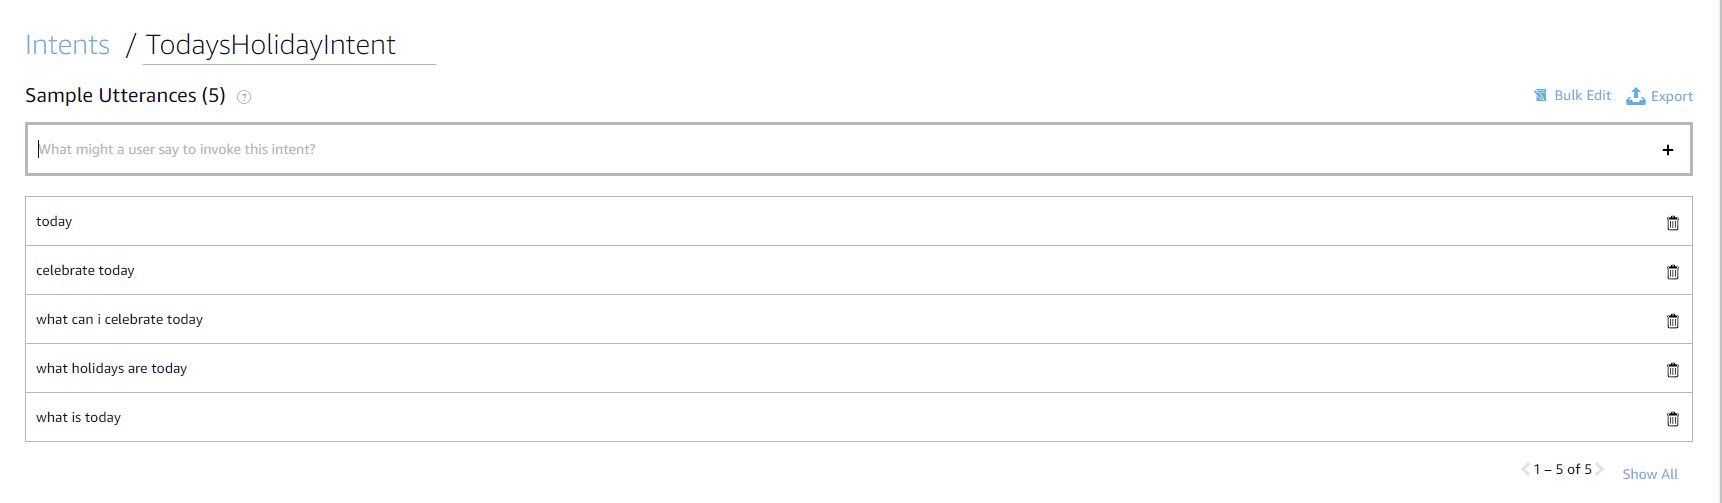 Intents / TodaysHolidayIntent
Sample Utterances (5) ?
Bulk Edit Export
What might a user say to invoke this intent? +
today
celebrate today
what can i celebrate today
what holidays are today
what is today
< 1 – 5 of 5 > Show All